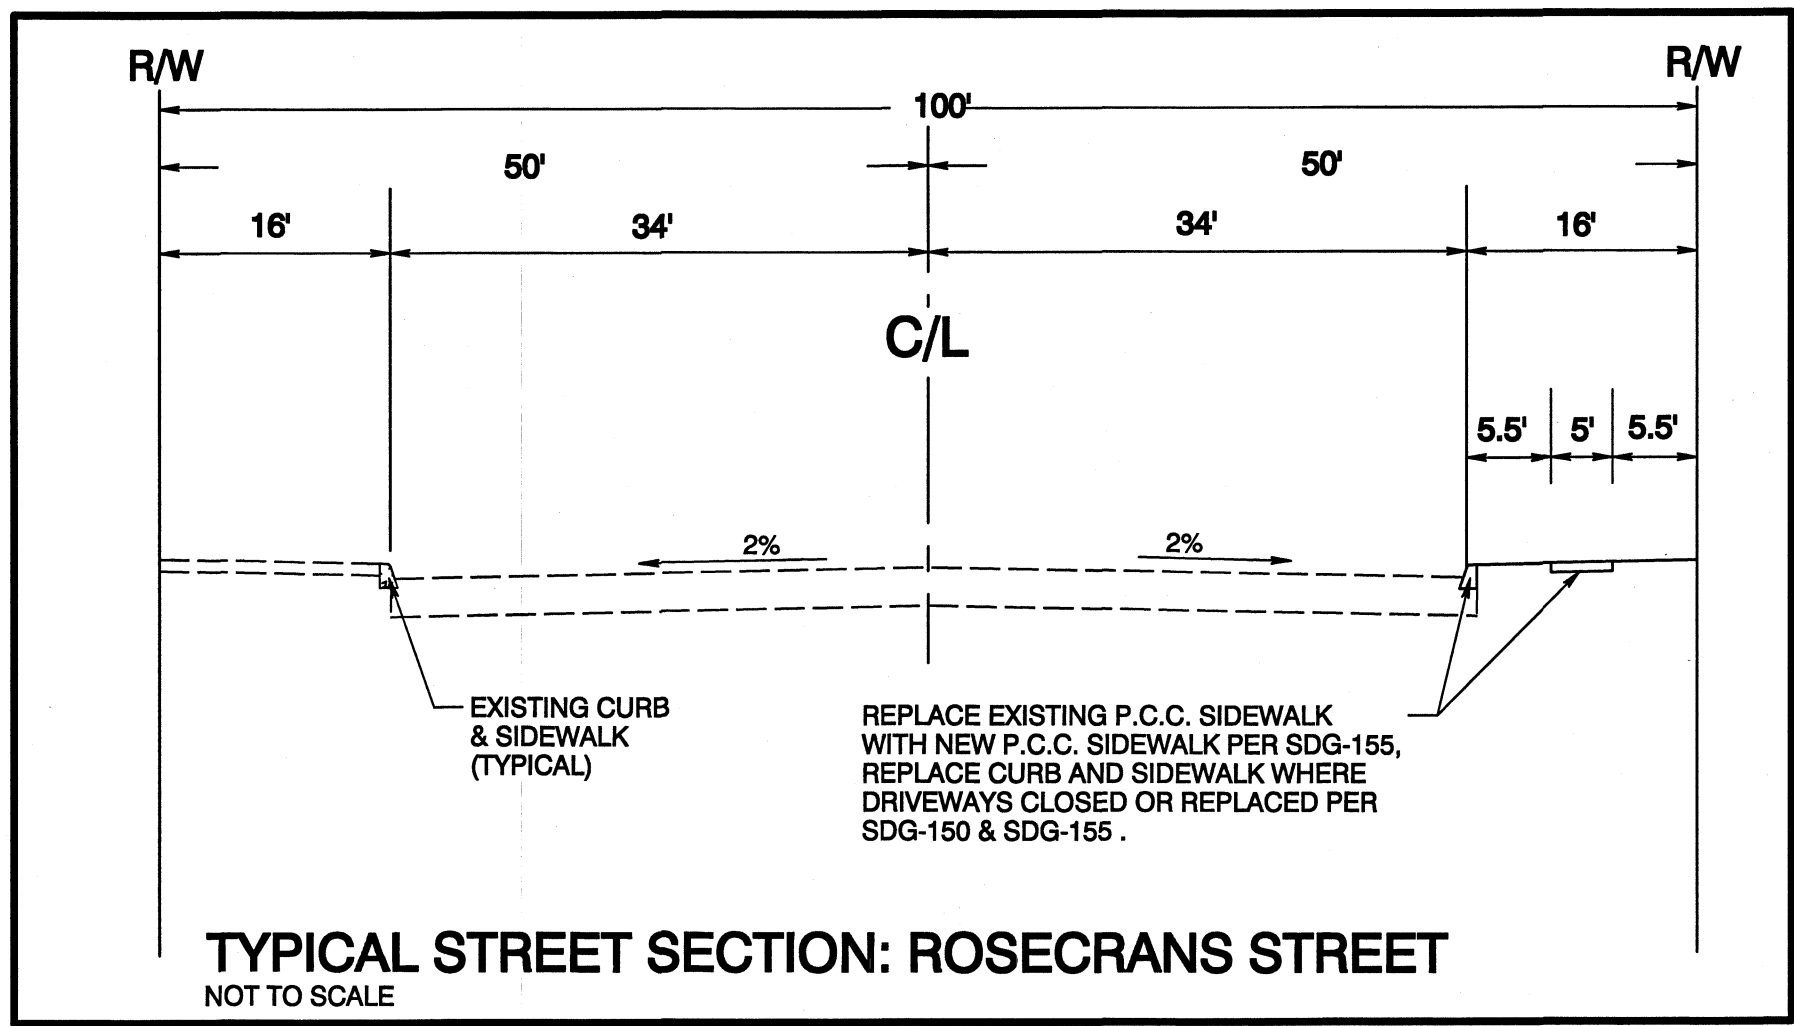 R/W
R/W
100'
50'
50'
16'
34'
34'
16'
C/L
5.5'
5'
5.5'
2%
2%
EXISTING CURB
& SIDEWALK
(TYPICAL)
REPLACE EXISTING P.C.C. SIDEWALK
WITH NEW P.C.C. SIDEWALK PER SDG-155,
REPLACE CURB AND SIDEWALK WHERE
DRIVEWAYS CLOSED OR REPLACED PER
SDG-150 & SDG-155 .
TYPICAL STREET SECTION: ROSECRANS STREET
NOT TO SCALE